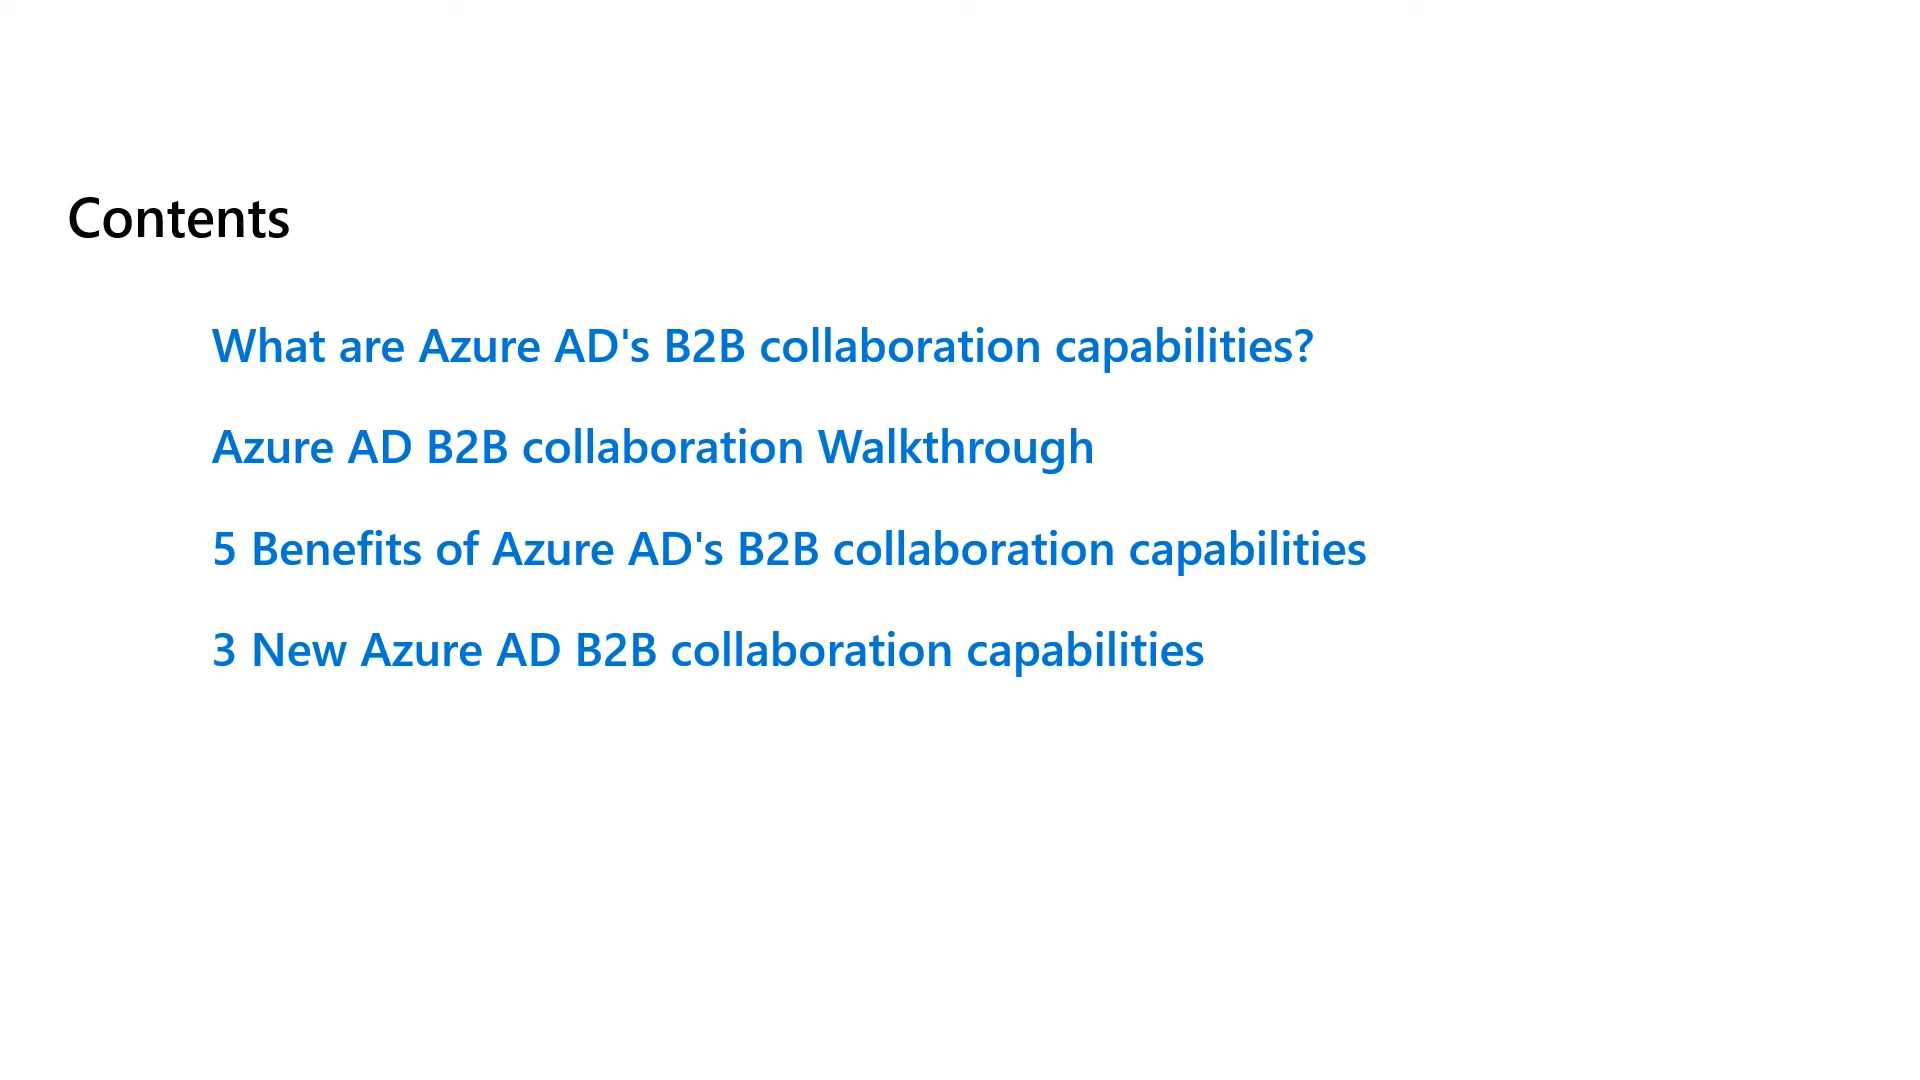 Contents
What are Azure AD's B2B collaboration capabilities?
Azure AD B2B collaboration Walkthrough
5 Benefits of Azure AD's B2B collaboration capabilities
3 New Azure AD B2B collaboration capabilities